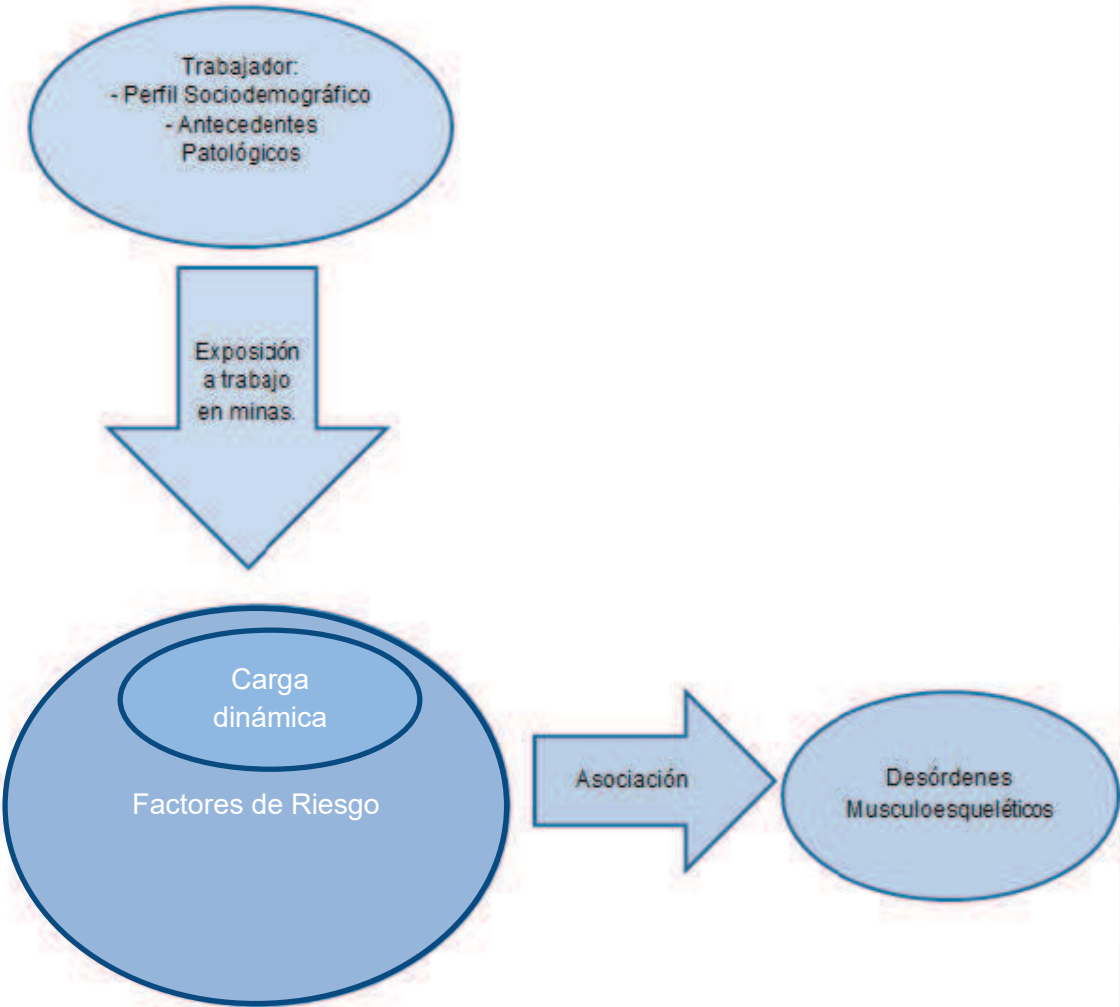 Trabajador:
- Perfil Sociodemográfico
- Antecedentes
Patológicos
Exposición
a trabajo
en minas.
Carga
dinámica
Factores de Riesgo
Asociación
Desórdenes
Musculoesqueléticos